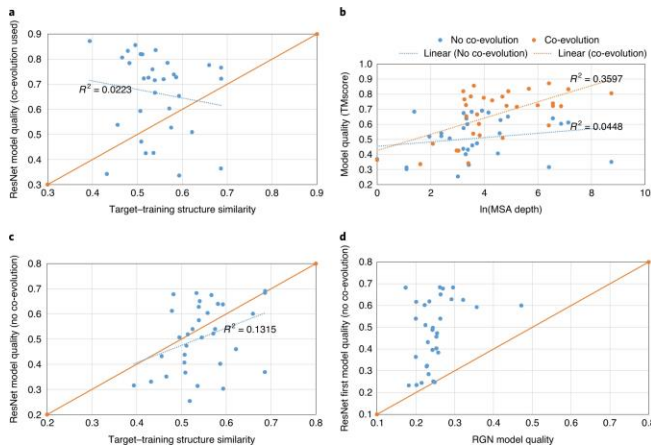 a
ResNet model quality (co-evolution used)
0.9
0.8
0.7
0.6
0.5
0.4
0.3
R² = 0.0223
0.3 0.4 0.5 0.6 0.7 0.8 0.9
Target–training structure similarity
b
No co-evolution Co-evolution
Linear (No co-evolution) Linear (co-evolution)
Model quality (TMscore)
1.0
0.9
0.8
0.7
0.6
0.5
0.4
0.3
0.2
0.1
R² = 0.3597
R² = 0.0448
0 2 4 6 8 10
ln(MSA depth)
c
ResNet model quality (no co-evolution)
0.8
0.7
0.6
0.5
0.4
0.3
0.2
R² = 0.1315
0.2 0.3 0.4 0.5 0.6 0.7 0.8
Target–training structure similarity
d
ResNet first model quality (no co-evolution)
0.8
0.7
0.6
0.5
0.4
0.3
0.2
0.1
0.1 0.2 0.3 0.4 0.5 0.6 0.7 0.8
RGN model quality